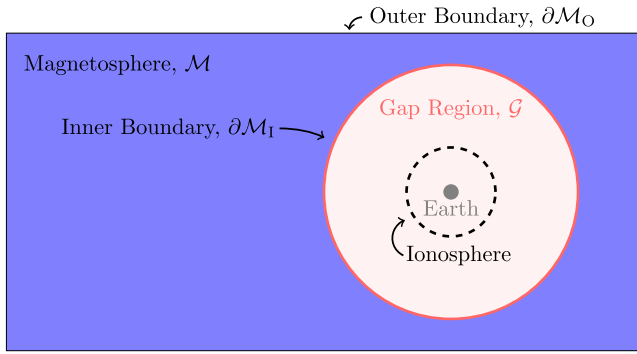 Outer Boundary, ∂ℳ_O
Magnetosphere, ℳ
Gap Region, 𝒢
Inner Boundary, ∂ℳ_I
Earth
Ionosphere